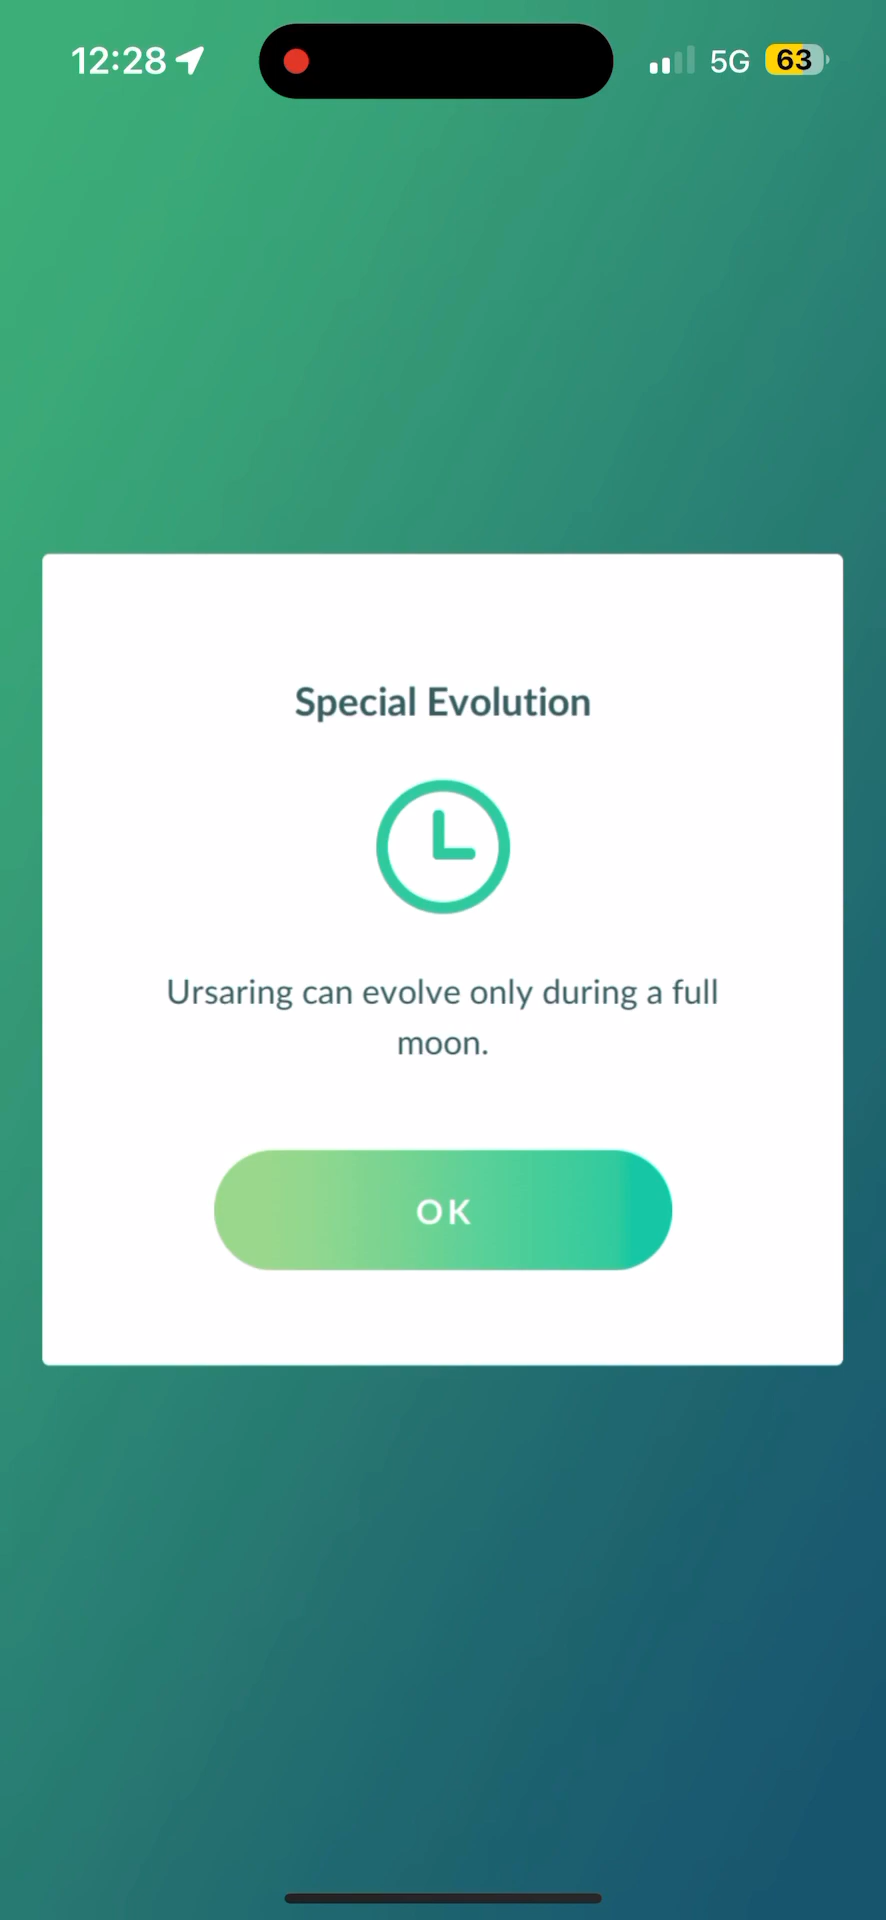 12:28 5G 63
Special Evolution
Ursaring can evolve only during a full
moon.
OK